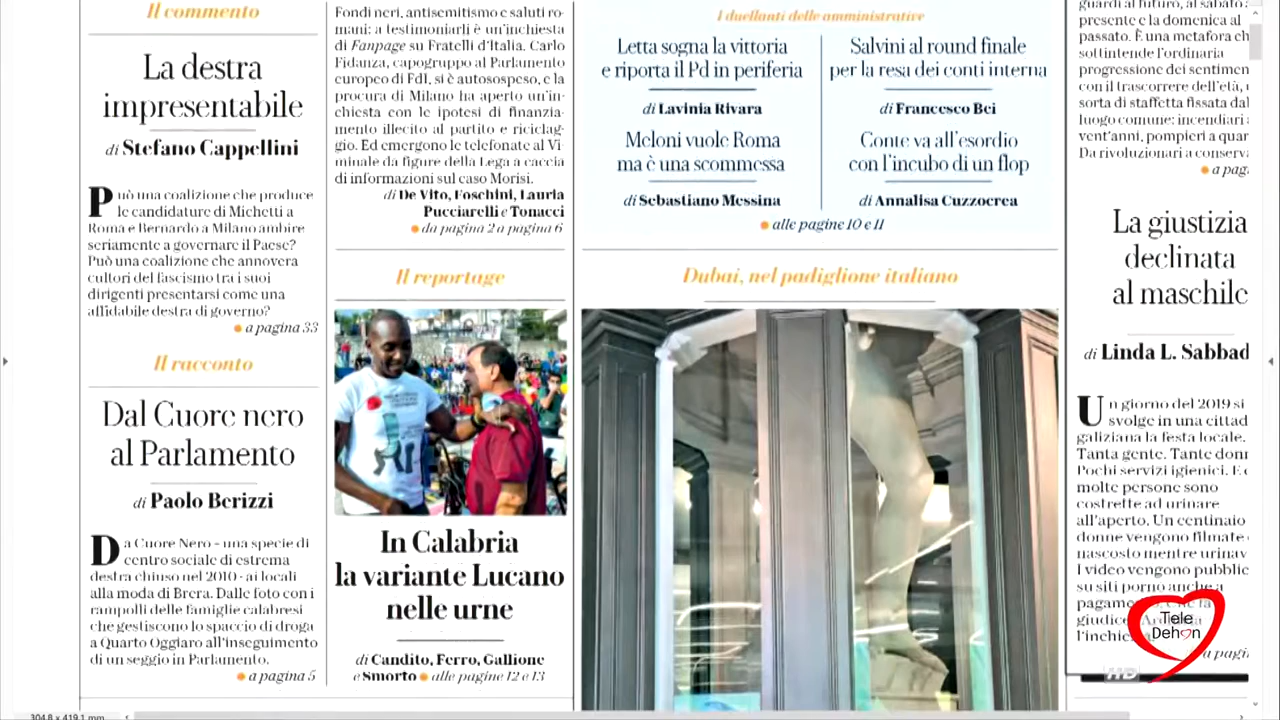 Il commento
La destra
impresentabile
di Stefano Cappellini
Può una coalizione che produce
le candidature di Michetti a
Roma e Bernardo a Milano ambire
seriamente a governare il Paese?
Può una coalizione che annovera
cultori del fascismo tra i suoi
dirigenti presentarsi come una
affidabile destra di governo?
a pagina 33
Il racconto
Dal Cuore nero
al Parlamento
di Paolo Berizzi
Da Cuore Nero - una specie di
centro sociale di estrema
destra chiuso nel 2010 - ai locali
alla moda di Brera. Dalle foto con i
rampolli delle famiglie calabresi
che gestiscono lo spaccio di droga
a Quarto Oggiaro all'inseguimento
di un seggio in Parlamento.
a pagina 5
Fondi neri, antisemitismo e saluti ro-
mani: a testimoniarli è un'inchiesta
di Fanpage su Fratelli d'Italia. Carlo
Fidanza, capogruppo al Parlamento
europeo di FdI, si è autosospeso, e la
procura di Milano ha aperto un'in-
chiesta con le ipotesi di finanzia-
mento illecito al partito e riciclag-
gio. Ed emergono le telefonate al Vi-
minale da figure della Lega a caccia
di informazioni sul caso Morisi.
di De Vito, Foschini, Lauria
Pucciarelli e Tonacci
da pagina 2 a pagina 6
Il reportage
In Calabria
la variante Lucano
nelle urne
di Candito, Ferro, Gallione
e Smorto alle pagine 12 e 13
I duellanti delle amministrative
Letta sogna la vittoria
e riporta il Pd in periferia
di Lavinia Rivara
Meloni vuole Roma
ma è una scommessa
di Sebastiano Messina
Salvini al round finale
per la resa dei conti interna
di Francesco Bei
Conte va all'esordio
con l'incubo di un flop
di Annalisa Cuzzocrea
alle pagine 10 e 11
Dubai, nel padiglione italiano
guardi al futuro, al sabato a
presente e la domenica al
passato. È una metafora ch
sottintende l'ordinaria
progressione dei sentimen
con il trascorrere dell'età,
sorta di staffetta fissata dal
luogo comune: incendiari a
vent'anni, pompieri a quar
Da rivoluzionari a conserva
a pag
La giustizia
declinata
al maschile
di Linda L. Sabbad
Un giorno del 2019 si
svolge in una cittad
galiziana la festa locale.
Tanta gente. Tante donn
Pochi servizi igienici. E
molte persone sono
costrette ad urinare
all'aperto. Un centinaio
donne vengono filmate
nascosto mentre urinav
I video vengono pubblic
su siti porno anche a
pagame
giudice
l'inchie
a pagin
Tele
Dehon
HD
304,8 x 419,1 mm